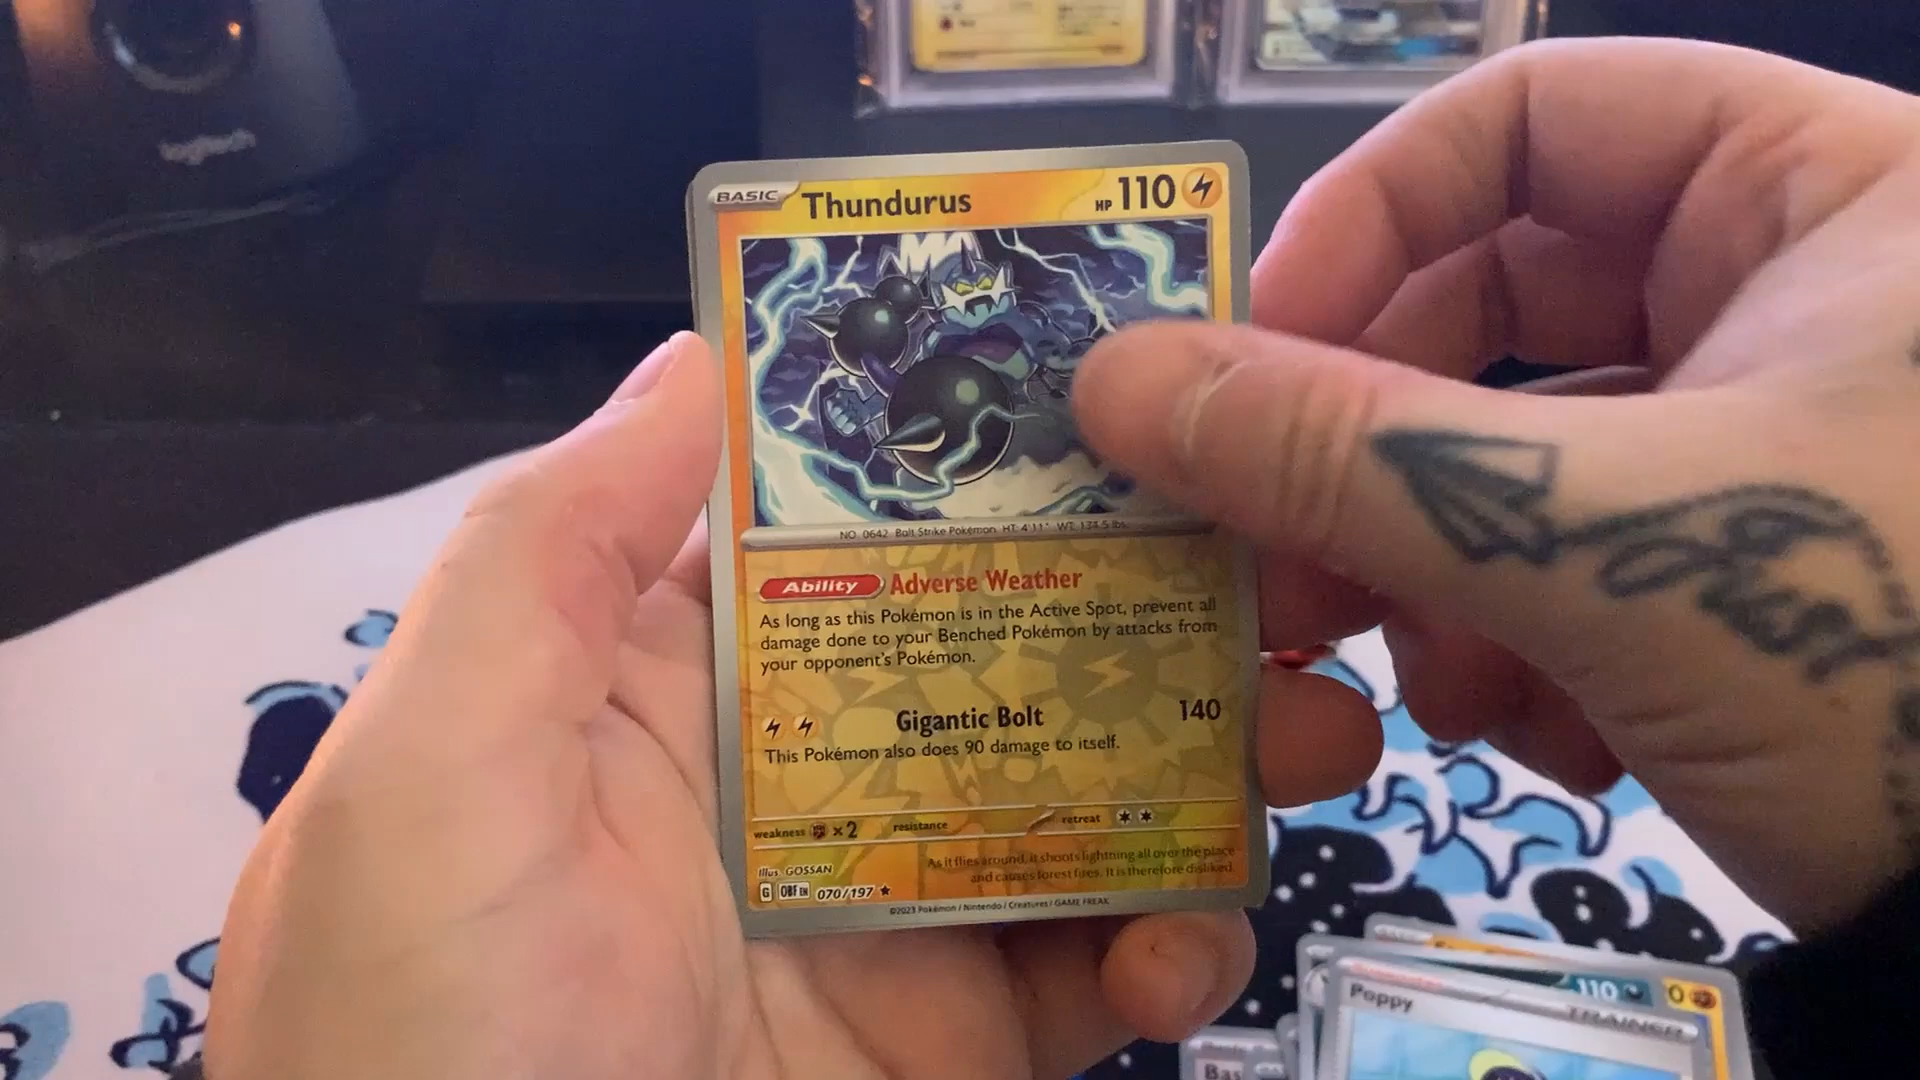 logitech
BASIC Thundurus HP 110
NO. 0642 Bolt Strike Pokémon HT: 4'11" WT: 134.5 lbs.
Ability Adverse Weather
As long as this Pokémon is in the Active Spot, prevent all
damage done to your Benched Pokémon by attacks from
your opponent's Pokémon.
Gigantic Bolt 140
This Pokémon also does 90 damage to itself.
weakness ×2 resistance retreat
Illus. GOSSAN
As it flies around, it shoots lightning all over the place
and causes forest fires. It is therefore disliked.
G OBF EN 070/197
©2023 Pokémon / Nintendo / Creatures / GAME FREAK
110
0
Poppy
TRAINER
Bas